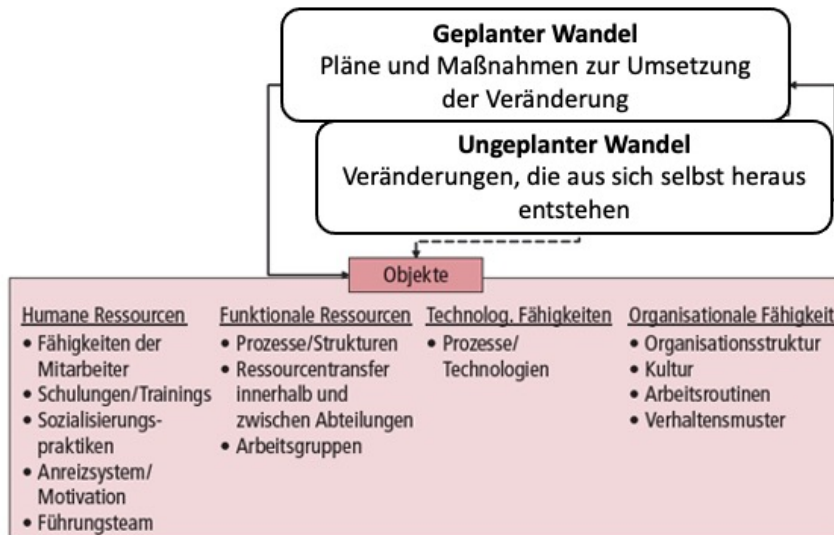 Geplanter Wandel
Pläne und Maßnahmen zur Umsetzung
der Veränderung
Ungeplanter Wandel
Veränderungen, die aus sich selbst heraus
entstehen
Objekte
Humane Ressourcen
• Fähigkeiten der
Mitarbeiter
• Schulungen/Trainings
• Sozialisierungs-
praktiken
• Anreizsystem/
Motivation
• Führungsteam
Funktionale Ressourcen
• Prozesse/Strukturen
• Ressourcentransfer
innerhalb und
zwischen Abteilungen
• Arbeitsgruppen
Technolog. Fähigkeiten
• Prozesse/
Technologien
Organisationale Fähigkeit
• Organisationsstruktur
• Kultur
• Arbeitsroutinen
• Verhaltensmuster